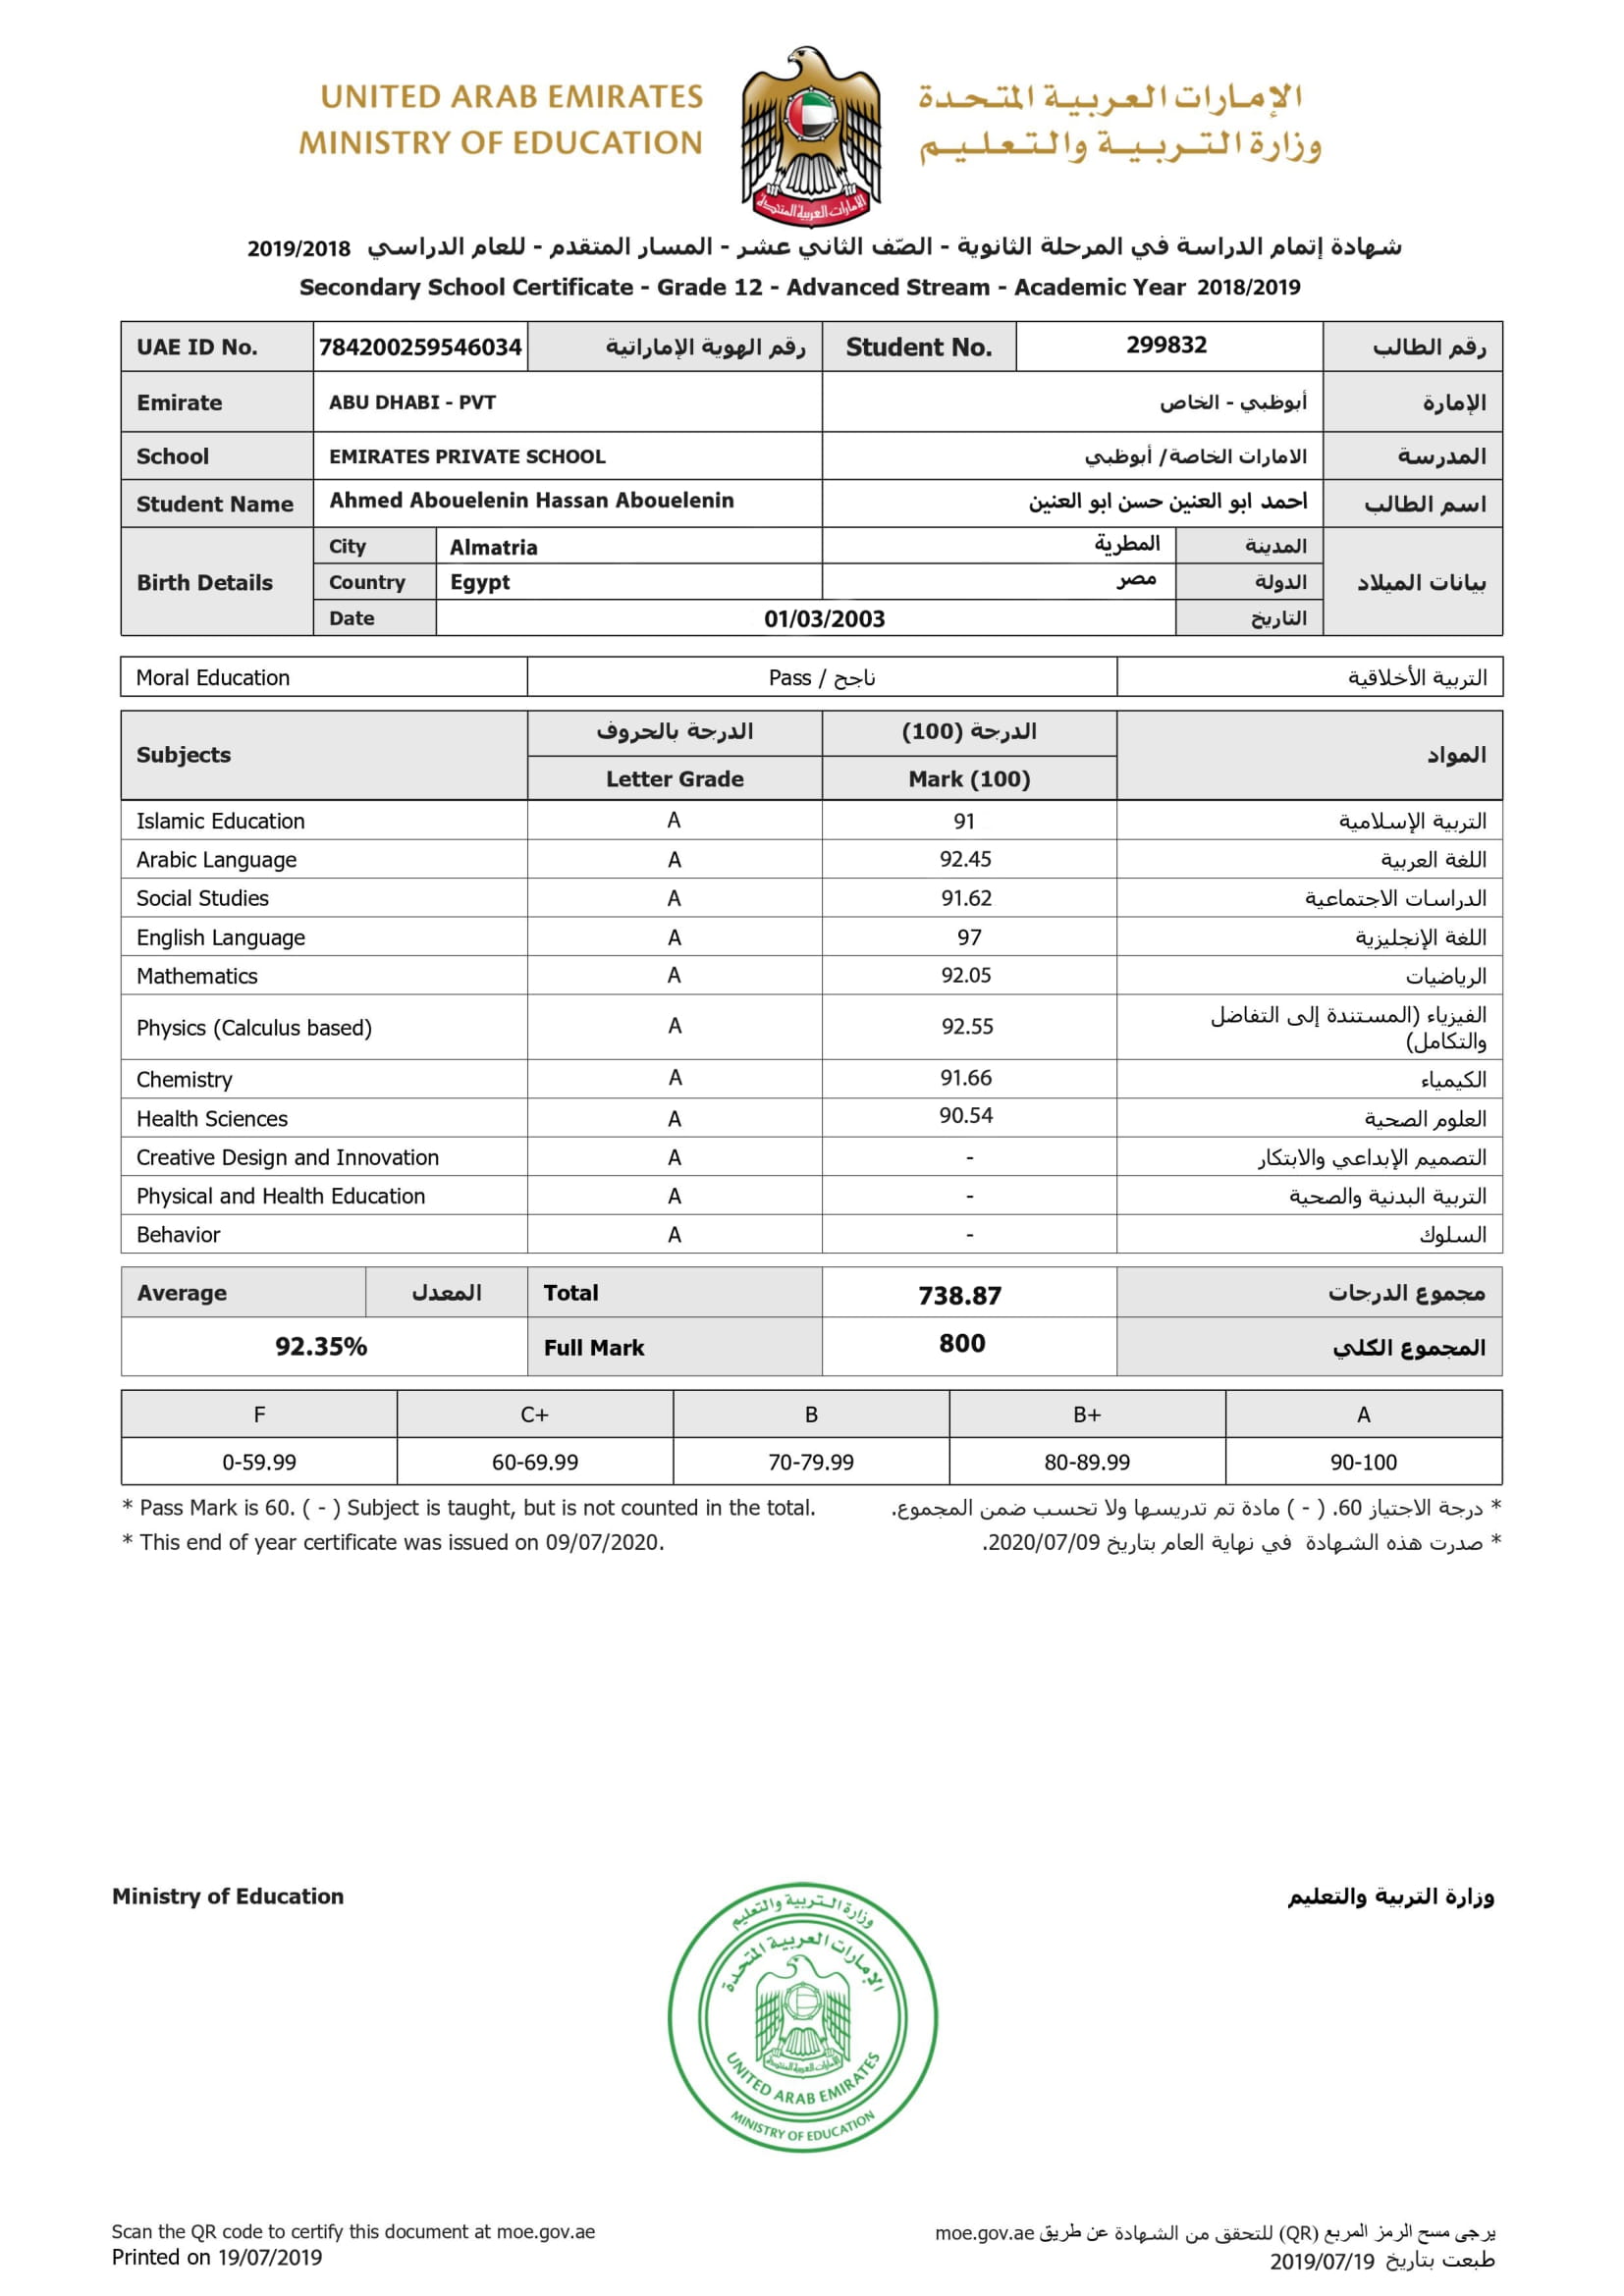 UNITED ARAB EMIRATES
MINISTRY OF EDUCATION
الإمارات العربية المتحدة
وزارة التربية والتعليم
الإمارات العربية المتحدة
شهادة إتمام الدراسة في المرحلة الثانوية - الصّف الثاني عشر - المسار المتقدم - للعام الدراسي 2019/2018
Secondary School Certificate - Grade 12 - Advanced Stream - Academic Year 2018/2019
UAE ID No. 784200259546034 رقم الهوية الإماراتية Student No. 299832 رقم الطالب
Emirate ABU DHABI - PVT أبوظبي - الخاص الإمارة
School EMIRATES PRIVATE SCHOOL الامارات الخاصة/ أبوظبي المدرسة
Student Name Ahmed Abouelenin Hassan Abouelenin احمد ابو العنين حسن ابو العنين اسم الطالب
Birth Details City Almatria المطرية المدينة بيانات الميلاد
Country Egypt مصر الدولة
Date 01/03/2003 التاريخ
Moral Education Pass / ناجح التربية الأخلاقية
Subjects الدرجة بالحروف الدرجة (100) المواد
Letter Grade Mark (100)
Islamic Education A 91 التربية الإسلامية
Arabic Language A 92.45 اللغة العربية
Social Studies A 91.62 الدراسات الاجتماعية
English Language A 97 اللغة الإنجليزية
Mathematics A 92.05 الرياضيات
Physics (Calculus based) A 92.55 الفيزياء (المستندة إلى التفاضل
والتكامل)
Chemistry A 91.66 الكيمياء
Health Sciences A 90.54 العلوم الصحية
Creative Design and Innovation A - التصميم الإبداعي والابتكار
Physical and Health Education A - التربية البدنية والصحية
Behavior A - السلوك
Average المعدل Total 738.87 مجموع الدرجات
92.35% Full Mark 800 المجموع الكلي
F C+ B B+ A
0-59.99 60-69.99 70-79.99 80-89.99 90-100
* Pass Mark is 60. ( - ) Subject is taught, but is not counted in the total.
* درجة الاجتياز 60. ( - ) مادة تم تدريسها ولا تحسب ضمن المجموع.
* This end of year certificate was issued on 09/07/2020.
* صدرت هذه الشهادة في نهاية العام بتاريخ 2020/07/09.
Ministry of Education
وزارة التربية والتعليم
وزارة التربية والتعليم
الإمارات العربية المتحدة
الإمارات العربية المتحدة
UNITED ARAB EMIRATES
MINISTRY OF EDUCATION
Scan the QR code to certify this document at moe.gov.ae
يرجى مسح الرمز المربع (QR) للتحقق من الشهادة عن طريق moe.gov.ae
Printed on 19/07/2019
طبعت بتاريخ 2019/07/19